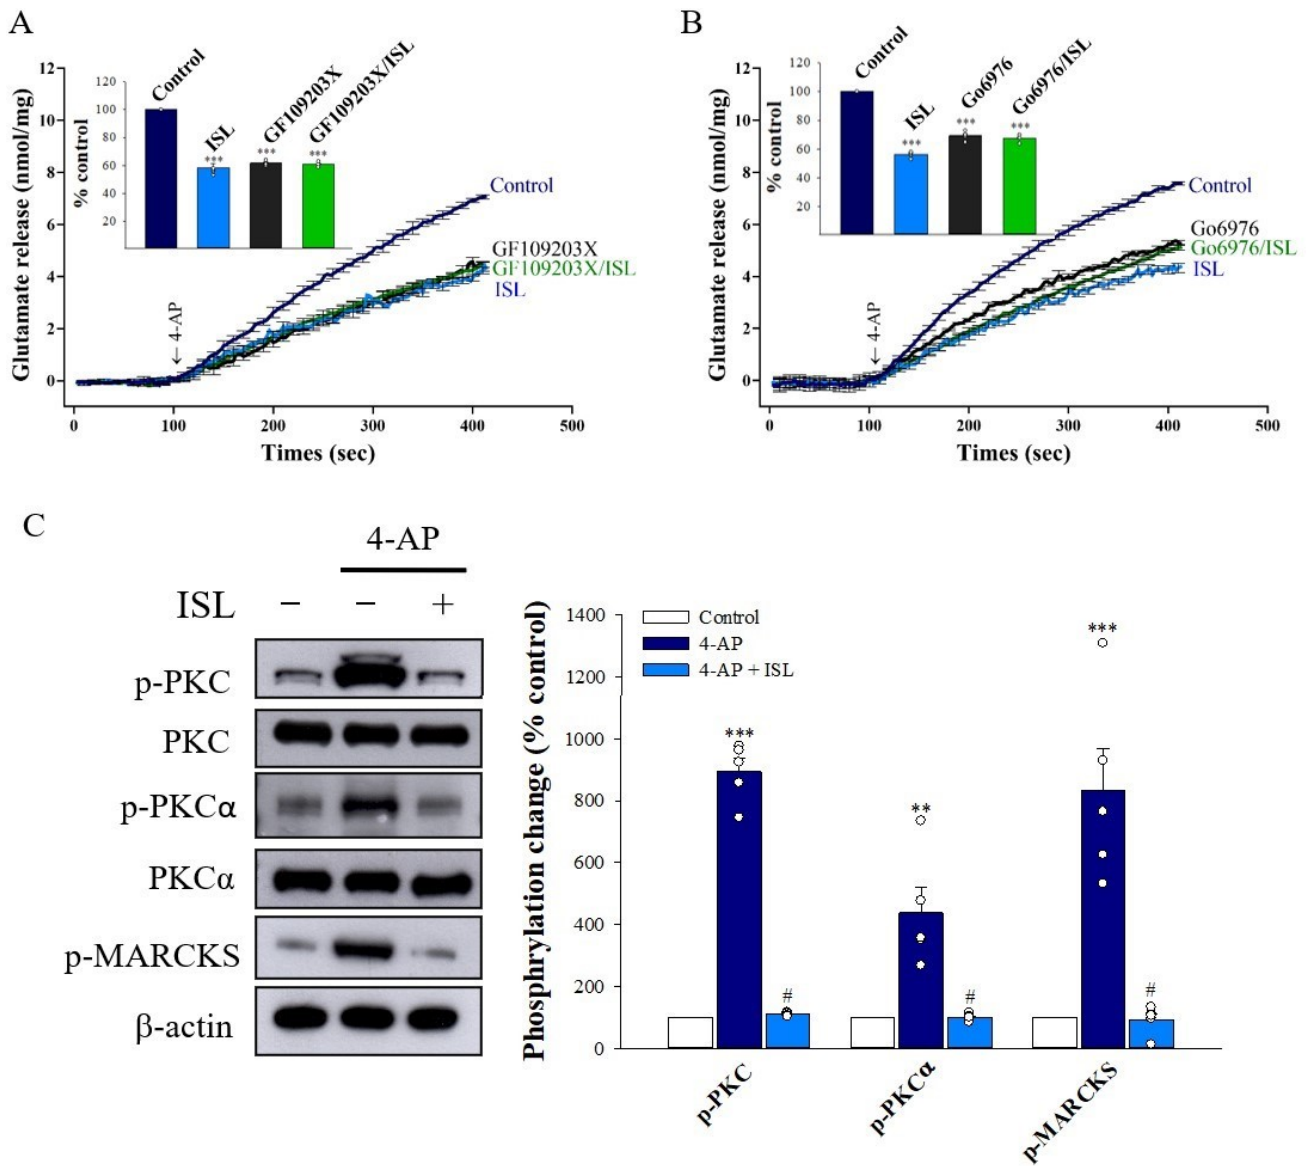 A
Glutamate release (nmol/mg)
12
10
8
6
4
2
0
0
100
200
300
400
500
Times (sec)
% control
120
100
80
60
40
20
Control
ISL
GF109203X
GF109203X/ISL
***
***
***
Control
GF109203X
GF109203X/ISL
ISL
← 4-AP
B
Glutamate release (nmol/mg)
12
10
8
6
4
2
0
0
100
200
300
400
500
Times (sec)
% control
120
100
80
60
40
20
Control
ISL
Go6976
Go6976/ISL
***
***
***
Control
Go6976
Go6976/ISL
ISL
← 4-AP
C
4-AP
ISL − − +
p-PKC
PKC
p-PKCα
PKCα
p-MARCKS
β-actin
Phosphrylation change (% control)
1400
1200
1000
800
600
400
200
0
Control
4-AP
4-AP + ISL
***
#
**
#
***
#
p-PKC
p-PKCα
p-MARCKS